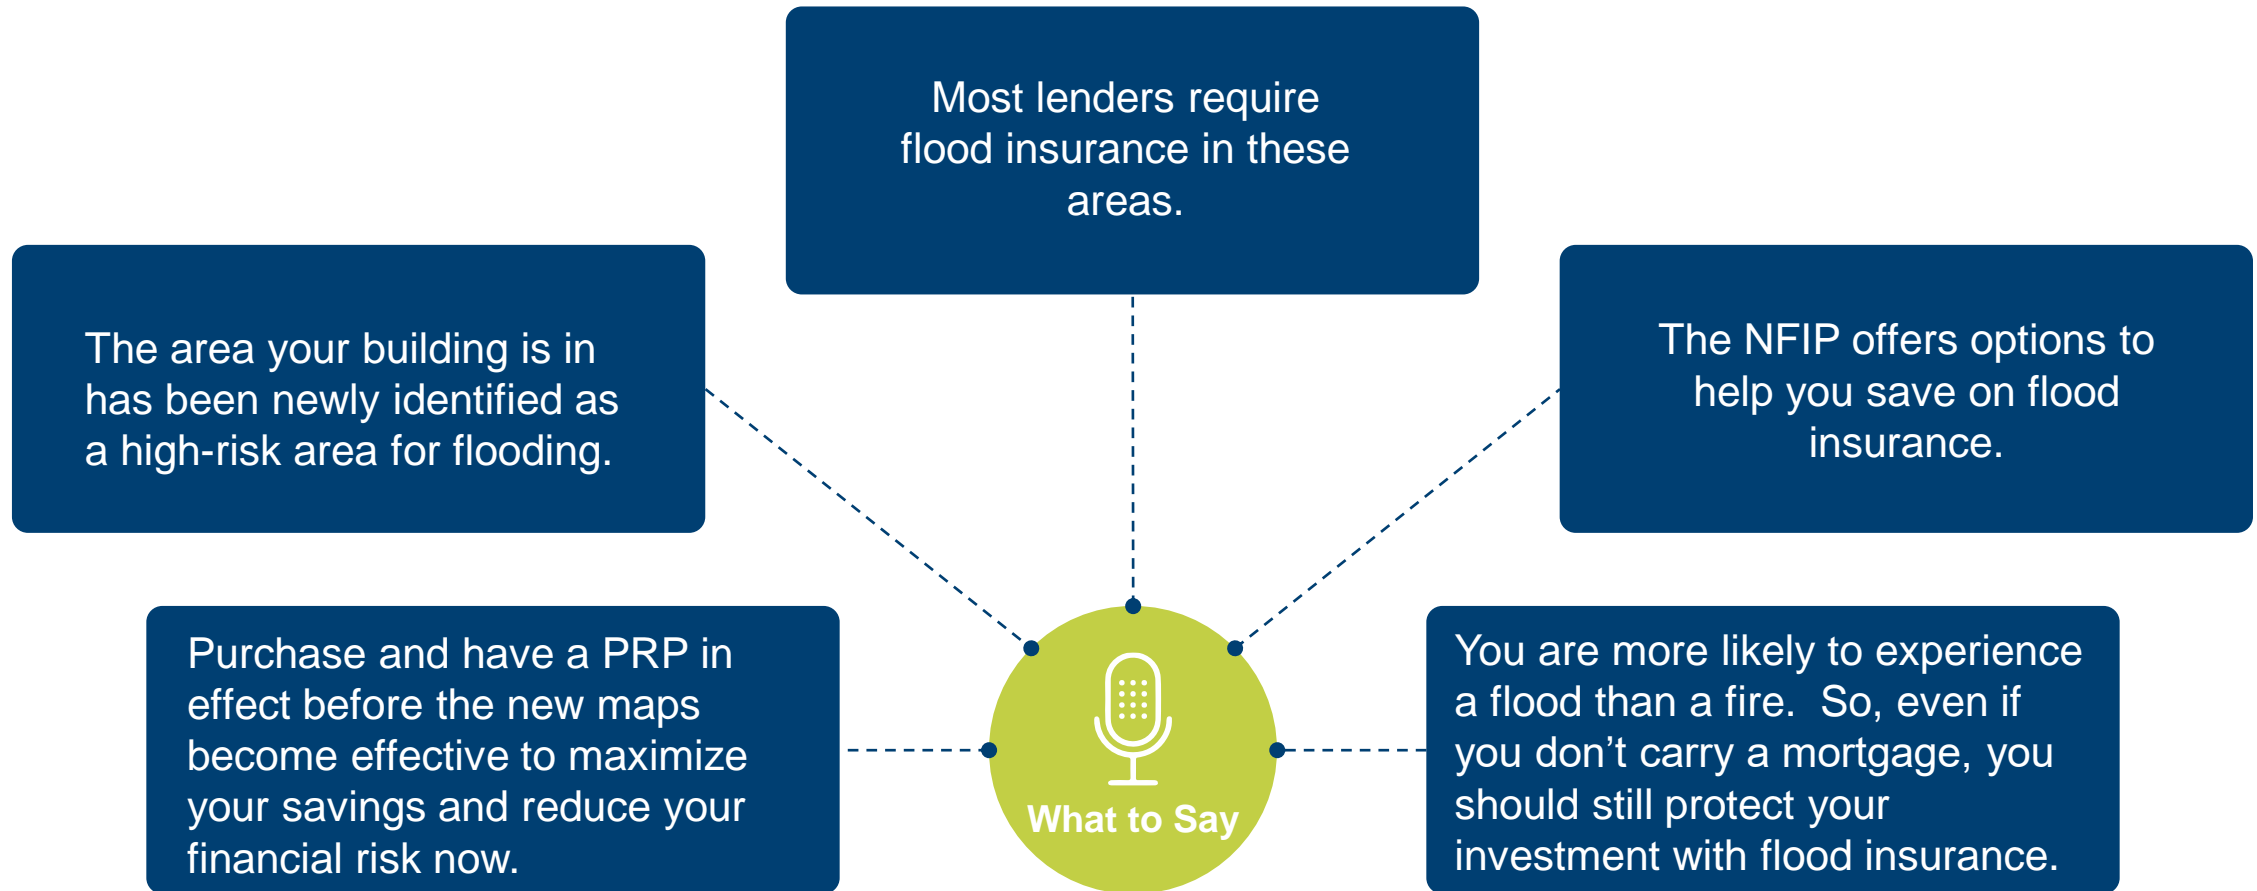 Most lenders require
flood insurance in these
areas.
The area your building is in
has been newly identified as
a high-risk area for flooding.
The NFIP offers options to
help you save on flood
insurance.
Purchase and have a PRP in
effect before the new maps
become effective to maximize
your savings and reduce your
financial risk now.
What to Say
You are more likely to experience
a flood than a fire.  So, even if
you don’t carry a mortgage, you
should still protect your
investment with flood insurance.